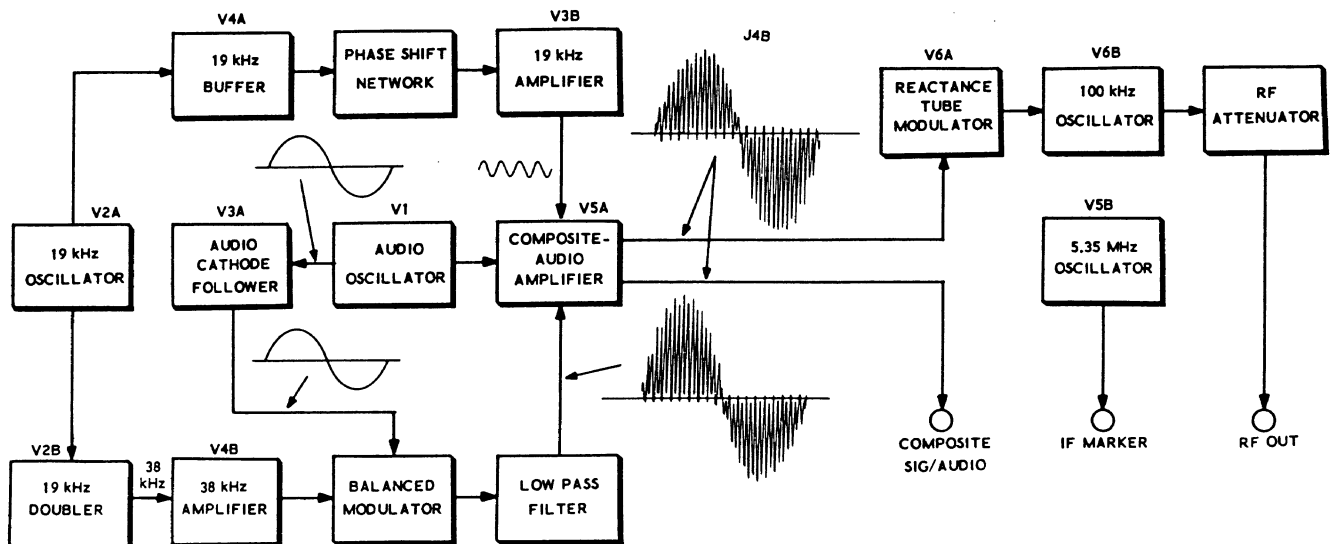 V4A
19 kHz
BUFFER
PHASE SHIFT
NETWORK
V3B
19 kHz
AMPLIFIER
J4B
V6A
REACTANCE
TUBE
MODULATOR
V6B
100 kHz
OSCILLATOR
RF
ATTENUATOR
V2A
19 kHz
OSCILLATOR
V3A
AUDIO
CATHODE
FOLLOWER
V1
AUDIO
OSCILLATOR
V5A
COMPOSITE-
AUDIO
AMPLIFIER
V5B
5.35 MHz
OSCILLATOR
COMPOSITE
SIG/AUDIO
IF MARKER
RF OUT
V2B
19 kHz
DOUBLER
38
kHz
V4B
38 kHz
AMPLIFIER
BALANCED
MODULATOR
LOW PASS
FILTER